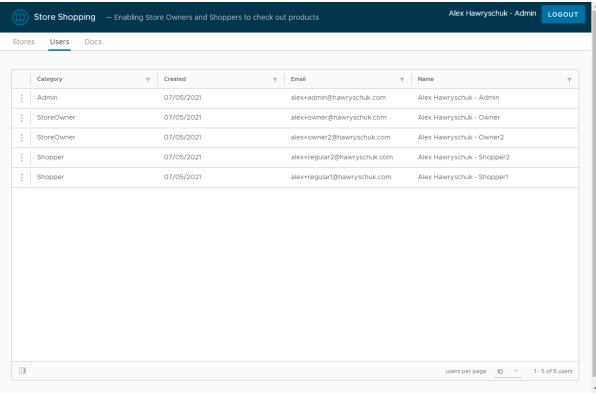 Store Shopping — Enabling Store Owners and Shoppers to check out products Alex Hawryschuk - Admin LOGOUT
Stores Users Docs
Category Created Email Name
Admin 07/05/2021 alex+admin@hawryschuk.com Alex Hawryschuk - Admin
StoreOwner 07/05/2021 alex+owner@hawryschuk.com Alex Hawryschuk - Owner
StoreOwner 07/05/2021 alex+owner2@hawryschuk.com Alex Hawryschuk - Owner2
Shopper 07/05/2021 alex+regular2@hawryschuk.com Alex Hawryschuk - Shopper2
Shopper 07/05/2021 alex+regular1@hawryschuk.com Alex Hawryschuk - Shopper1
users per page 10 1 - 5 of 5 users